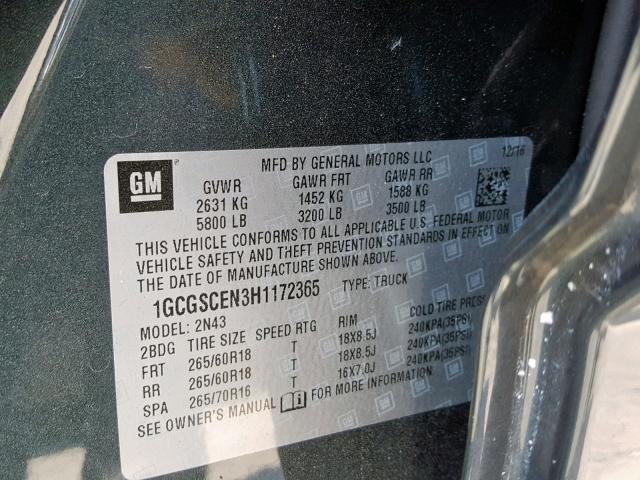 GM
MFD BY GENERAL MOTORS LLC 12/16
GVWR GAWR FRT GAWR RR
2631 KG 1452 KG 1588 KG
5800 LB 3200 LB 3500 LB
THIS VEHICLE CONFORMS TO ALL APPLICABLE U.S. FEDERAL MOTOR
VEHICLE SAFETY AND THEFT PREVENTION STANDARDS IN EFFECT ON
THE DATE OF MANUFACTURE SHOWN ABOVE.
1GCGSCEN3H1172365 TYPE: TRUCK
MODEL: 2N43
2BDG TIRE SIZE SPEED RTG RIM COLD TIRE PRESSURE
FRT 265/60R18 T 18X8.5J 240KPA(35PSI)
RR 265/60R18 T 18X8.5J 240KPA(35PSI)
SPA 265/70R16 T 16X7.0J 240KPA(35PSI)
SEE OWNER'S MANUAL FOR MORE INFORMATION.